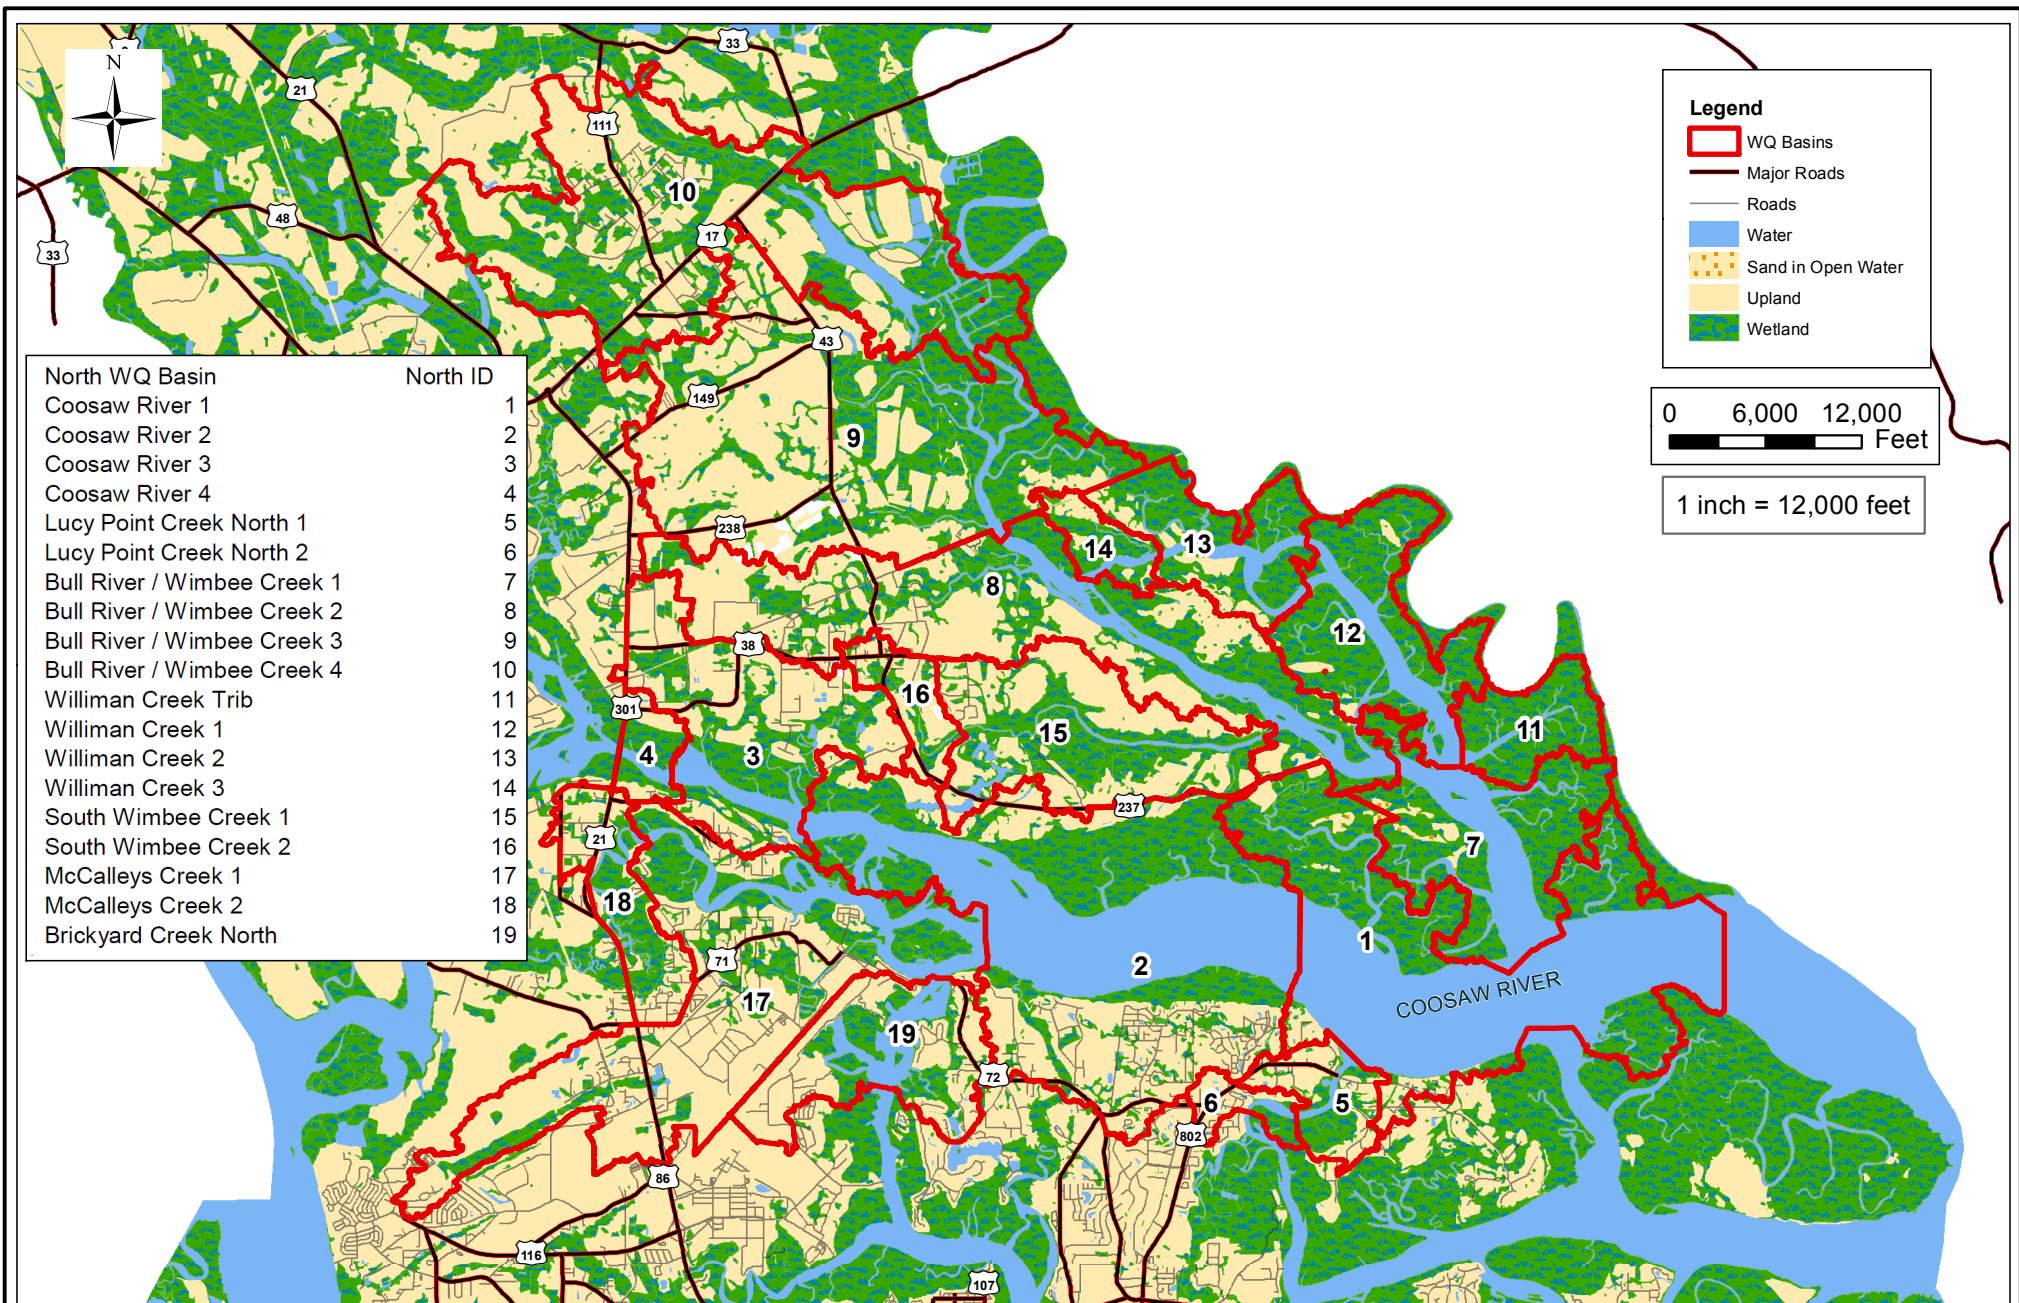 33
N
21
111
10
48
17
33
43
149
9
238
14
13
8
12
38
16
301
15
11
4
3
237
21
7
18
1
71
2
17
COOSAW RIVER
19
72
6
5
802
86
116
107
Legend
WQ Basins
Major Roads
Roads
Water
Sand in Open Water
Upland
Wetland
0 6,000 12,000
Feet
1 inch = 12,000 feet
North WQ Basin North ID
Coosaw River 1 1
Coosaw River 2 2
Coosaw River 3 3
Coosaw River 4 4
Lucy Point Creek North 1 5
Lucy Point Creek North 2 6
Bull River / Wimbee Creek 1 7
Bull River / Wimbee Creek 2 8
Bull River / Wimbee Creek 3 9
Bull River / Wimbee Creek 4 10
Williman Creek Trib 11
Williman Creek 1 12
Williman Creek 2 13
Williman Creek 3 14
South Wimbee Creek 1 15
South Wimbee Creek 2 16
McCalleys Creek 1 17
McCalleys Creek 2 18
Brickyard Creek North 19